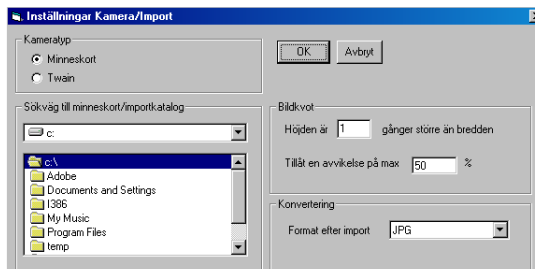 Inställningar Kamera/Import
Kameratyp
Minneskort
Twain
OK
Avbryt
Sökväg till minneskort/importkatalog
c:
c:\
Adobe
Documents and Settings
I386
My Music
Program Files
temp
Bildkvot
Höjden är 1 gånger större än bredden
Tillåt en avvikelse på max 50 %
Konvertering
Format efter import JPG